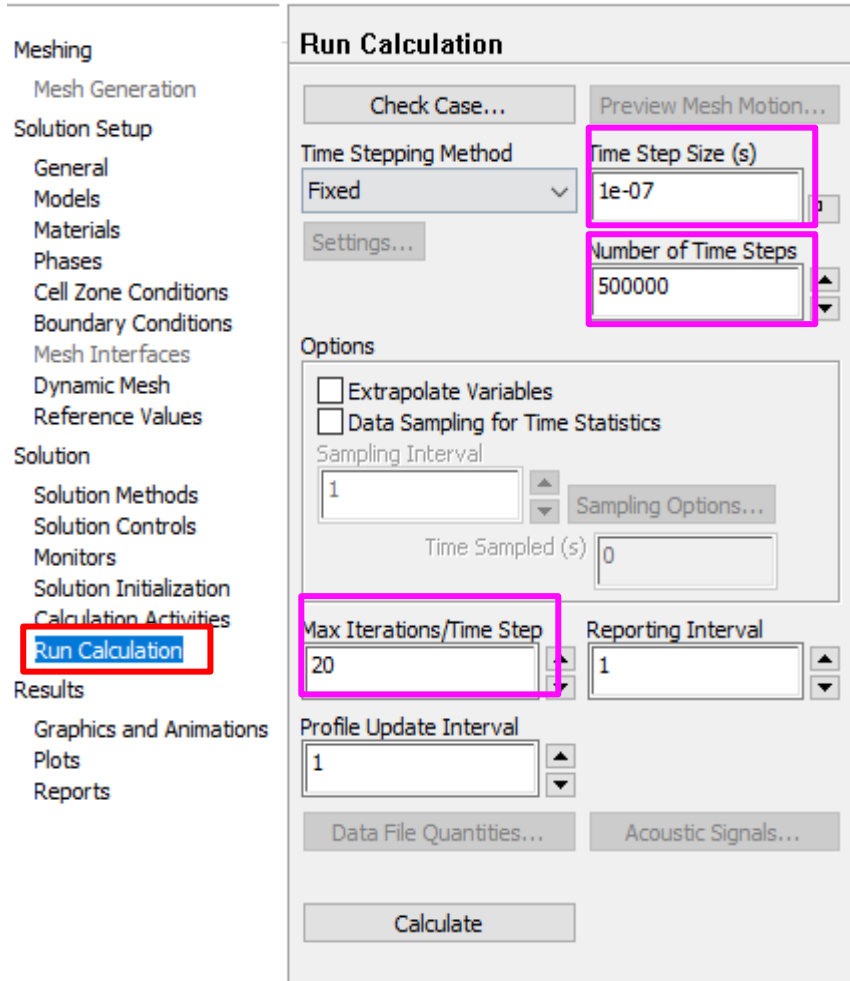 Meshing
Mesh Generation
Solution Setup
General
Models
Materials
Phases
Cell Zone Conditions
Boundary Conditions
Mesh Interfaces
Dynamic Mesh
Reference Values
Solution
Solution Methods
Solution Controls
Monitors
Solution Initialization
Calculation Activities
Run Calculation
Results
Graphics and Animations
Plots
Reports
Run Calculation
Check Case... Preview Mesh Motion...
Time Stepping Method Time Step Size (s)
Fixed 1e-07
Settings... Number of Time Steps
500000
Options
Extrapolate Variables
Data Sampling for Time Statistics
Sampling Interval
1 Sampling Options...
Time Sampled (s) 0
Max Iterations/Time Step Reporting Interval
20 1
Profile Update Interval
1
Data File Quantities... Acoustic Signals...
Calculate